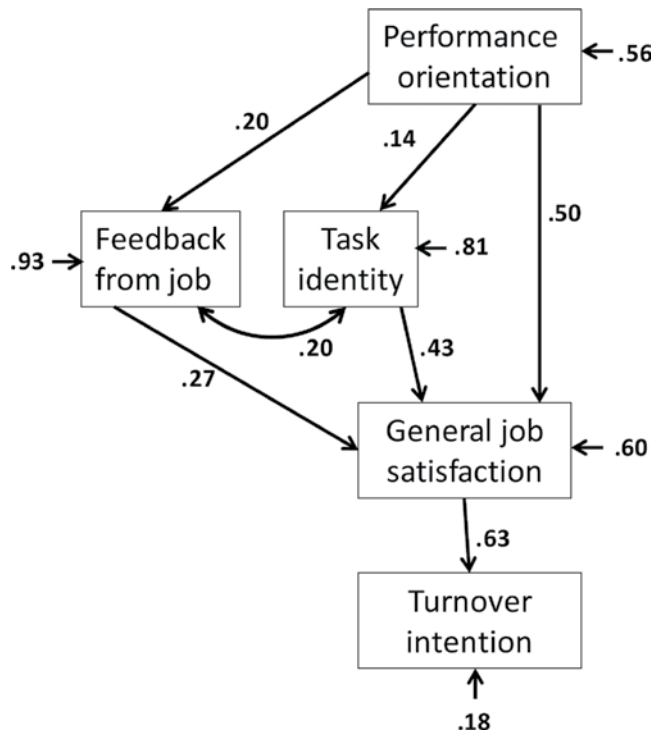 Performance
orientation
.56
.20
.14
.50
Feedback
from job
.93
Task
identity
.81
.20
.43
.27
General job
satisfaction
.60
.63
Turnover
intention
.18